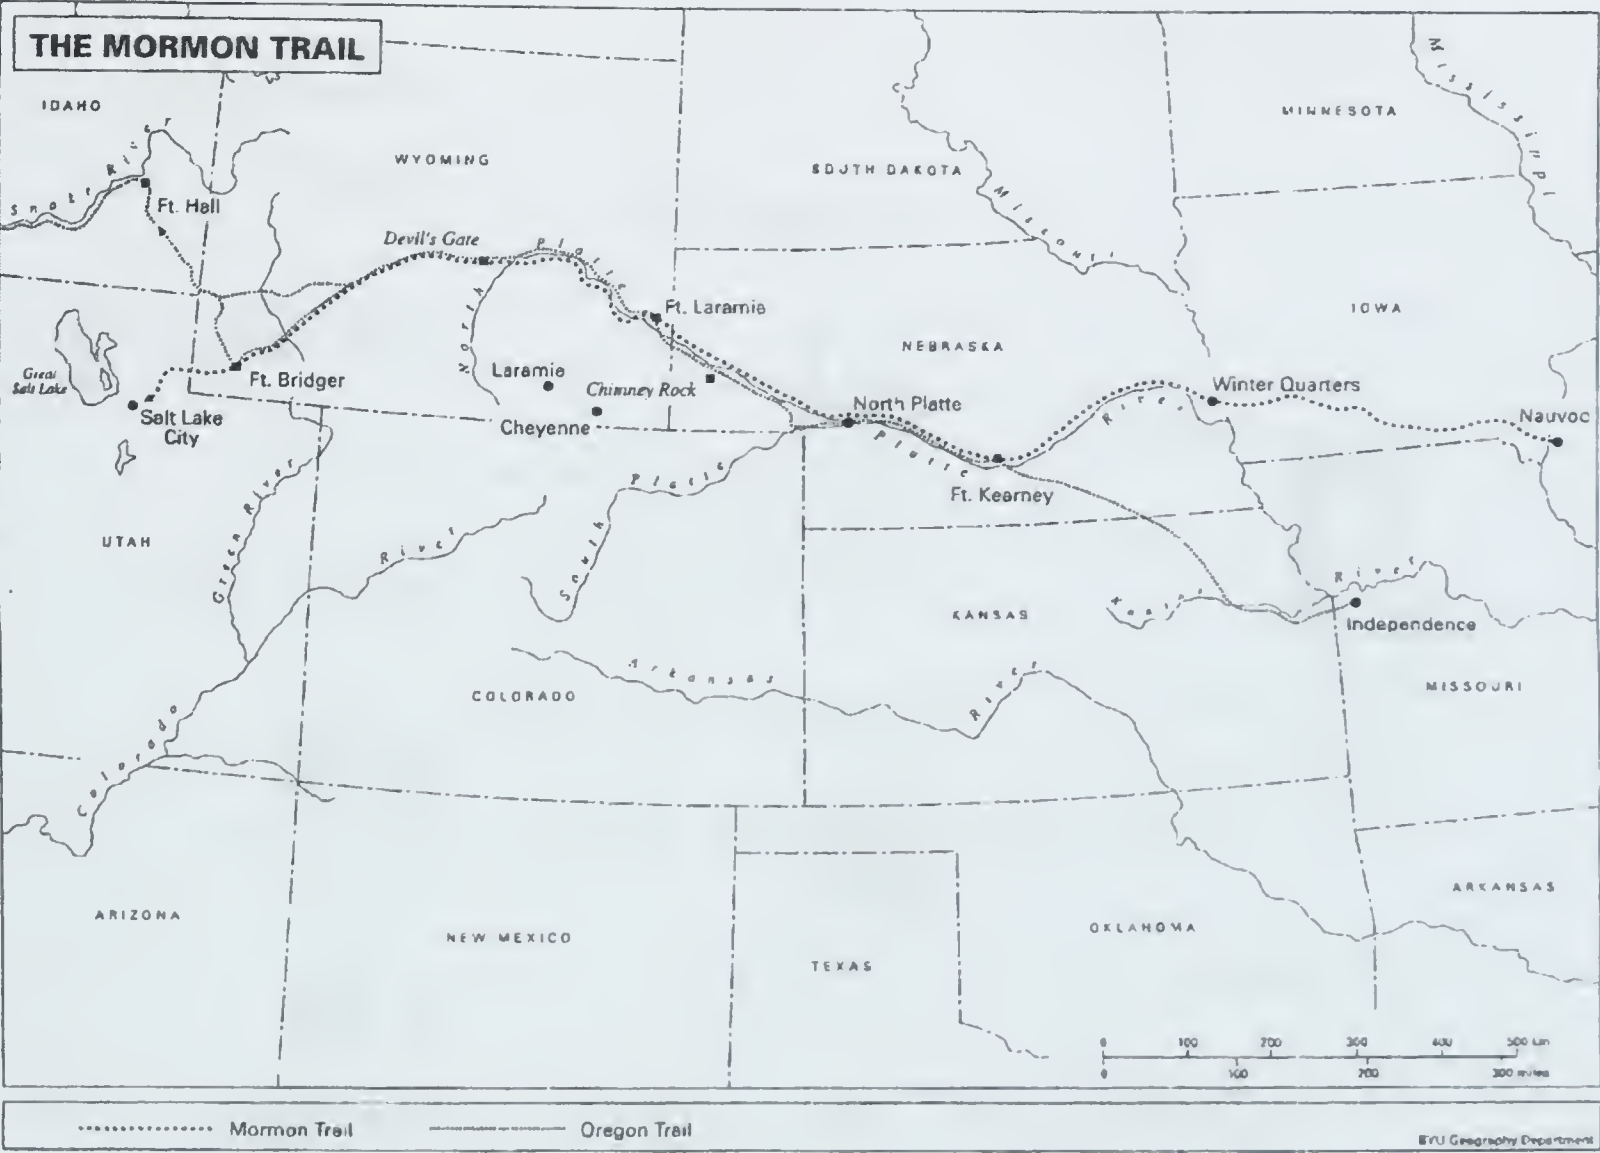 THE MORMON TRAIL
IDAHO
WYOMING
SOUTH DAKOTA
MINNESOTA
Mississippi
River
Ft. Hall
Devil's Gate
Platte
North
Missouri
IOWA
Ft. Laramie
NEBRASKA
Great
Salt Lake
Ft. Bridger
Laramie
Chimney Rock
Cheyenne
North Platte
Platte
River
Winter Quarters
Nauvoo
Salt Lake
City
Ft. Kearney
UTAH
Green River
River
South
Platte
KANSAS
River
Independence
COLORADO
Arkansas
River
MISSOURI
Colorado
ARIZONA
NEW MEXICO
TEXAS
OKLAHOMA
ARKANSAS
0 100 200 300 400 500 km
0 100 200 300 miles
Mormon Trail
Oregon Trail
BYU Geography Department